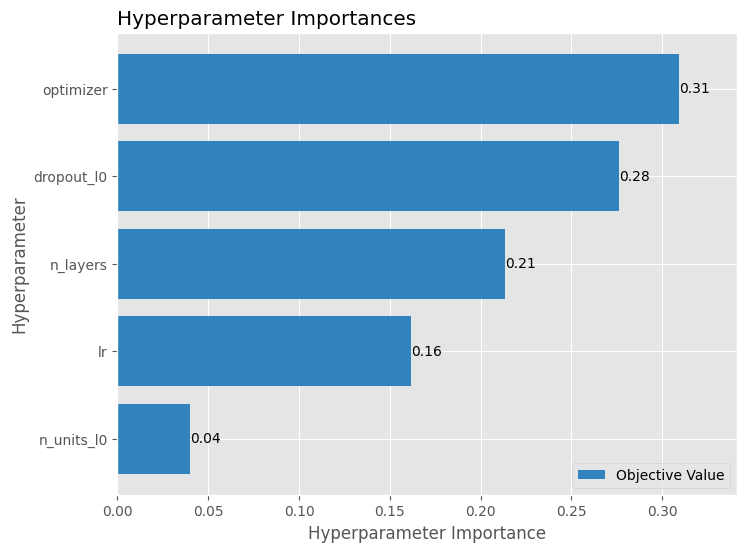 Hyperparameter Importances
optimizer
0.31
dropout_l0
0.28
n_layers
0.21
lr
0.16
n_units_l0
0.04
Hyperparameter
Objective Value
0.00 0.05 0.10 0.15 0.20 0.25 0.30
Hyperparameter Importance